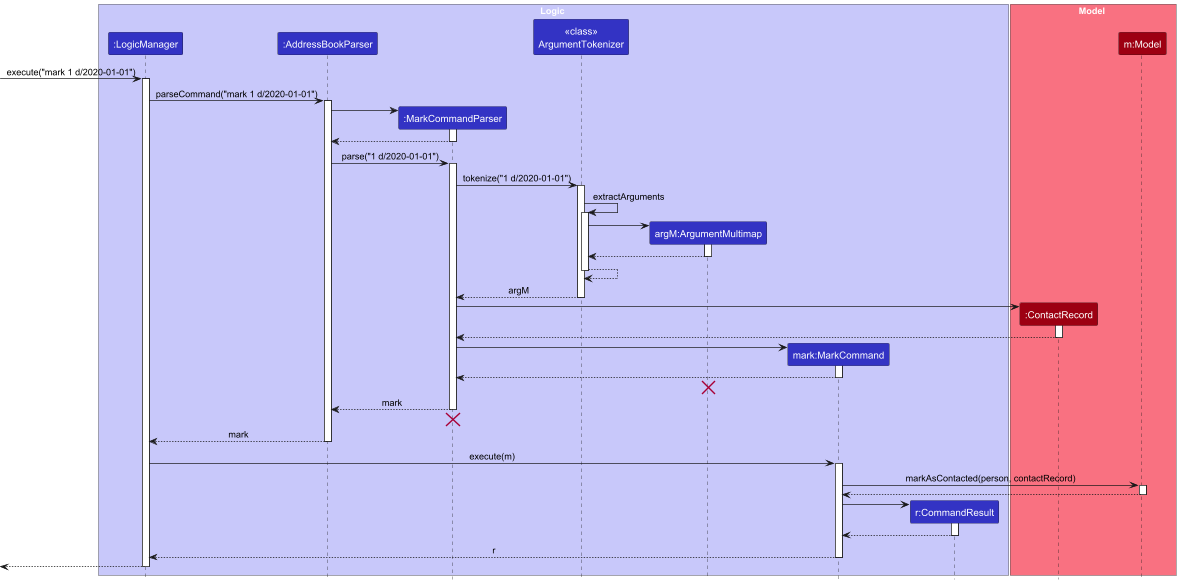 Logic
Model
«class»
:LogicManager
:AddressBookParser
ArgumentTokenizer
m:Model
execute("mark 1 d/2020-01-01")
parseCommand("mark 1 d/2020-01-01")
:MarkCommandParser
parse("1 d/2020-01-01")
tokenize("1 d/2020-01-01")
extractArguments
argM:ArgumentMultimap
argM
:ContactRecord
mark:MarkCommand
mark
mark
execute(m)
markAsContacted(person, contactRecord)
r:CommandResult
r